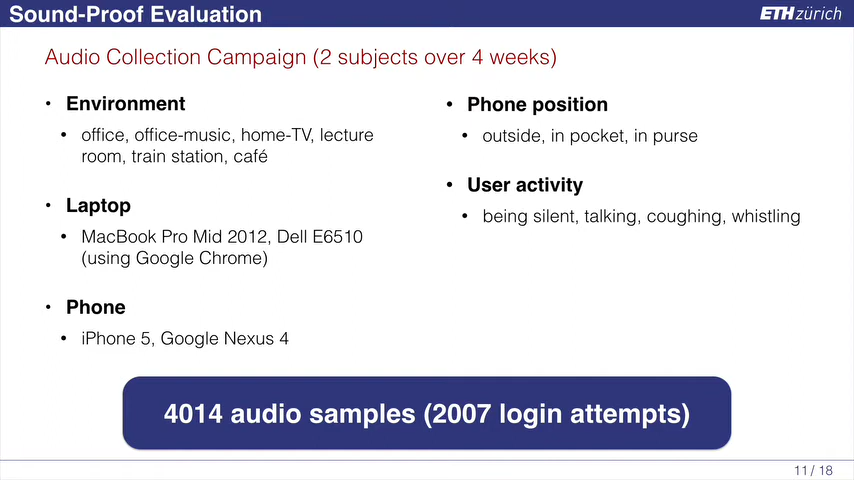 Sound-Proof Evaluation
ETH zürich
Audio Collection Campaign (2 subjects over 4 weeks)
• Environment
• office, office-music, home-TV, lecture
room, train station, café
• Laptop
• MacBook Pro Mid 2012, Dell E6510
(using Google Chrome)
• Phone
• iPhone 5, Google Nexus 4
• Phone position
• outside, in pocket, in purse
• User activity
• being silent, talking, coughing, whistling
4014 audio samples (2007 login attempts)
11 / 18